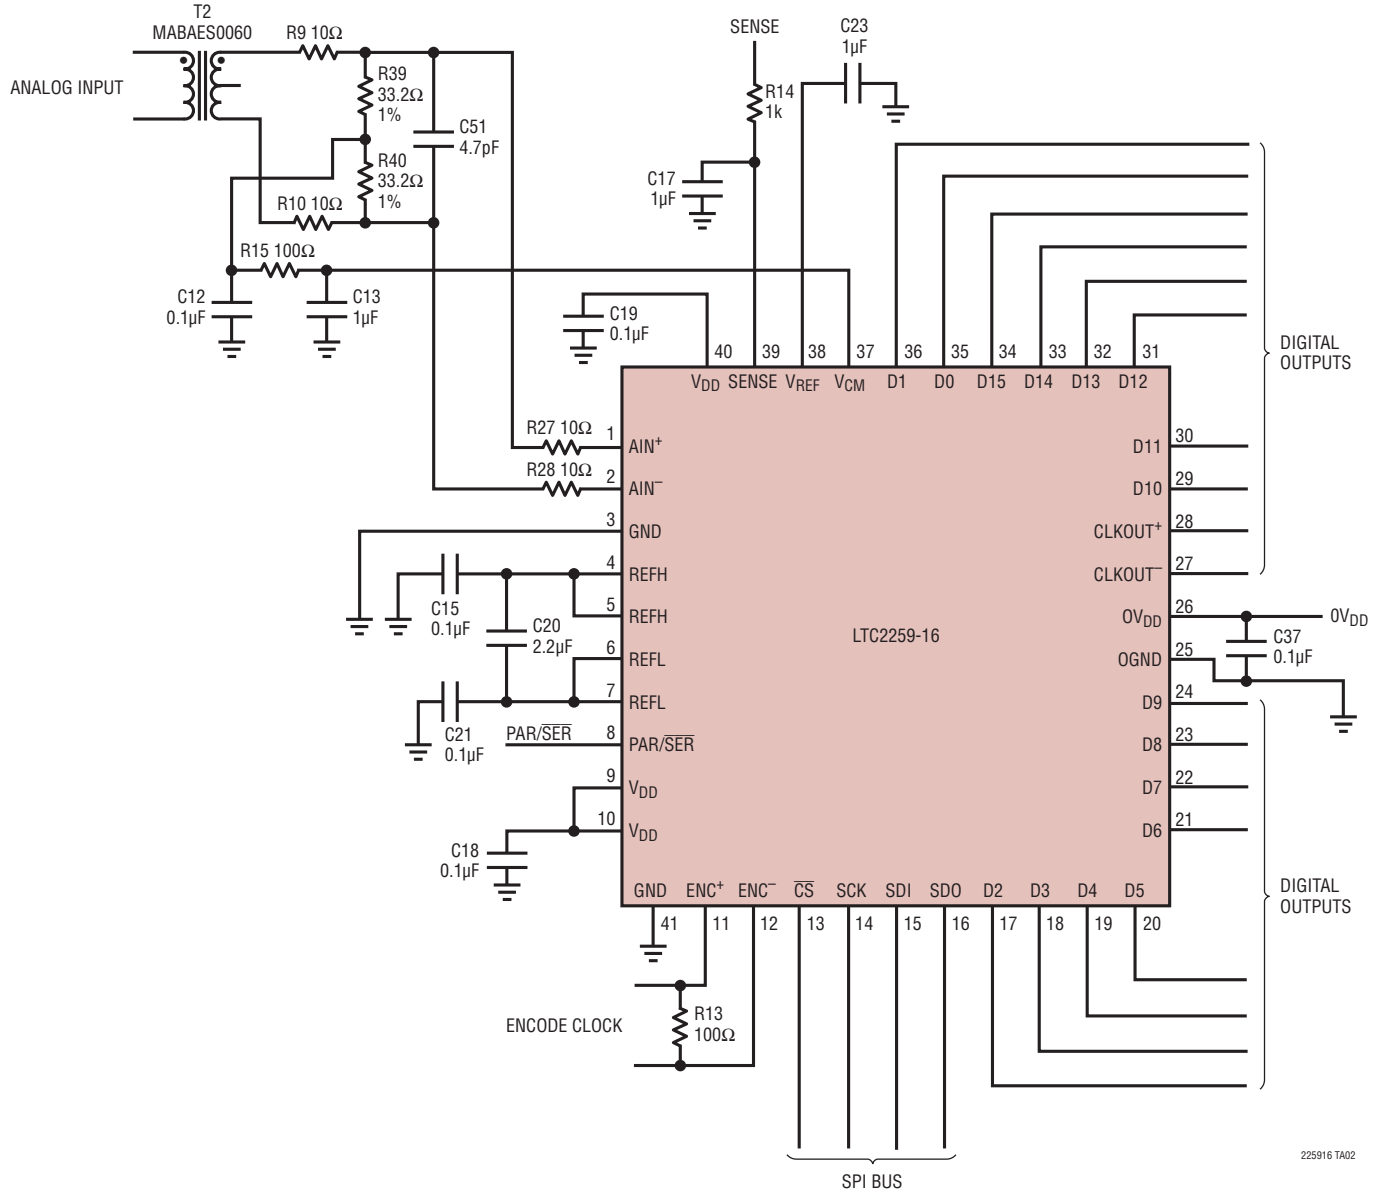 T2
MABAES0060
ANALOG INPUT
R9 10Ω
R39
33.2Ω
1%
C51
4.7pF
R40
33.2Ω
1%
R10 10Ω
R15 100Ω
C12
0.1µF
C13
1µF
SENSE
R14
1k
C17
1µF
C23
1µF
C19
0.1µF
40
39
38
37
36
35
34
33
32
31
VDD
SENSE
VREF
VCM
D1
D0
D15
D14
D13
D12
DIGITAL
OUTPUTS
R27 10Ω
1
AIN+
R28 10Ω
2
AIN–
3
GND
4
REFH
5
REFH
6
REFL
7
REFL
C15
0.1µF
C20
2.2µF
C21
0.1µF
PAR/SER
8
PAR/SER
9
VDD
10
VDD
C18
0.1µF
LTC2259-16
D11
30
D10
29
CLKOUT+
28
CLKOUT–
27
OVDD
26
0VDD
OGND
25
C37
0.1µF
D9
24
D8
23
D7
22
D6
21
GND
ENC+
ENC–
CS
SCK
SDI
SDO
D2
D3
D4
D5
41
11
12
13
14
15
16
17
18
19
20
DIGITAL
OUTPUTS
ENCODE CLOCK
R13
100Ω
SPI BUS
225916 TA02